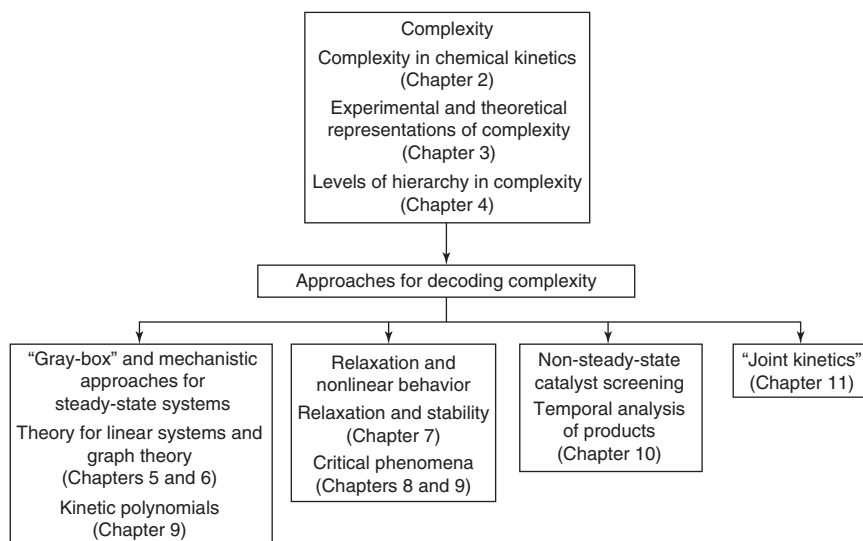 Complexity
Complexity in chemical kinetics
(Chapter 2)
Experimental and theoretical
representations of complexity
(Chapter 3)
Levels of hierarchy in complexity
(Chapter 4)
Approaches for decoding complexity
“Gray-box” and mechanistic
approaches for
steady-state systems
Theory for linear systems and
graph theory
(Chapters 5 and 6)
Kinetic polynomials
(Chapter 9)
Relaxation and
nonlinear behavior
Relaxation and stability
(Chapter 7)
Critical phenomena
(Chapters 8 and 9)
Non-steady-state
catalyst screening
Temporal analysis
of products
(Chapter 10)
“Joint kinetics”
(Chapter 11)